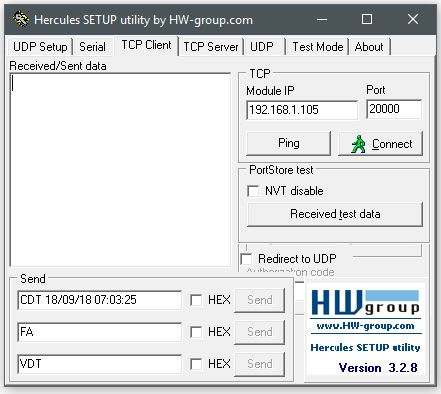 Hercules SETUP utility by HW-group.com
UDP Setup Serial TCP Client TCP Server UDP Test Mode About
Received/Sent data
TCP
Module IP Port
192.168.1.105 20000
Ping Connect
PortStore test
NVT disable
Received test data
Redirect to UDP
Authorization code
Send
CDT 18/09/18 07:03:25 HEX Send
FA HEX Send
VDT HEX Send
HW group
www.HW-group.com
Hercules SETUP utility
Version 3.2.8